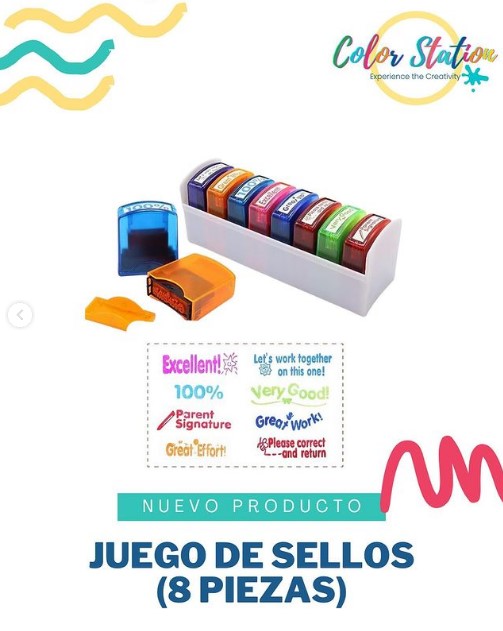 Color Station
Experience the Creativity
100%
Excellent!
Let's work together
on this one!
100%
Very Good!
Parent
Signature
Great Work!
Great Effort!
Please correct
and return
NUEVO PRODUCTO
JUEGO DE SELLOS
(8 PIEZAS)